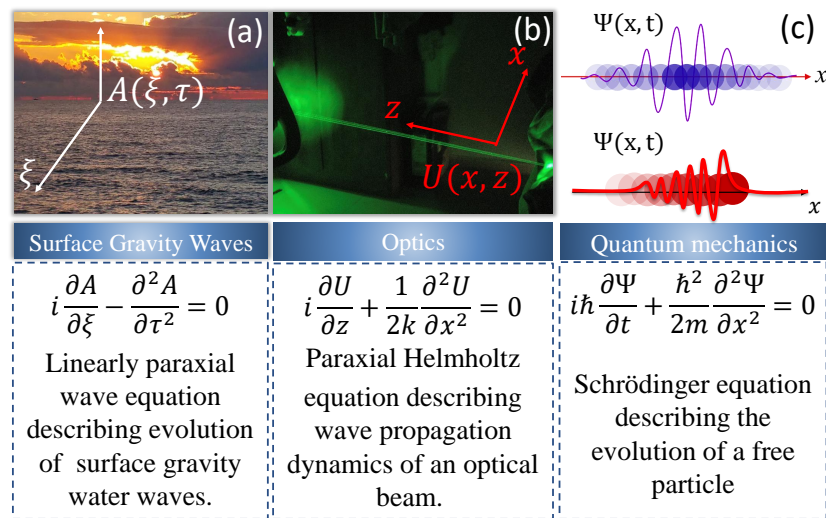 (a)
A(ξ, τ)
ξ
(b)
x
z
U(x, z)
(c)
Ψ(x, t)
x
Ψ(x, t)
x
Surface Gravity Waves
i ∂A/∂ξ − ∂²A/∂τ² = 0
Linearly paraxial
wave equation
describing evolution
of surface gravity
water waves.
Optics
i ∂U/∂z + 1/2k ∂²U/∂x² = 0
Paraxial Helmholtz
equation describing
wave propagation
dynamics of an optical
beam.
Quantum mechanics
iħ ∂Ψ/∂t + ħ²/2m ∂²Ψ/∂x² = 0
Schrödinger equation
describing the
evolution of a free
particle